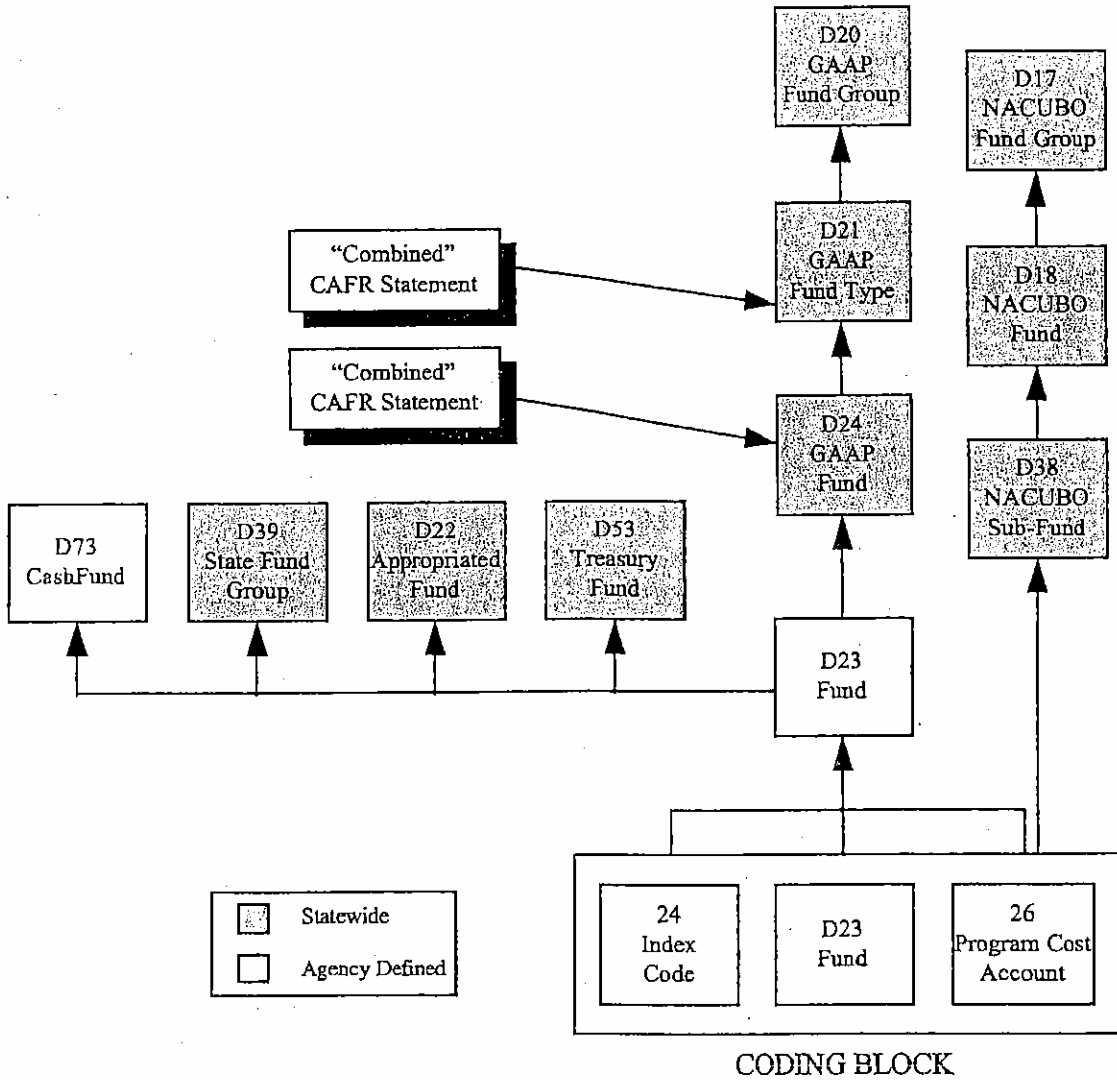 D20
GAAP
Fund Group
D17
NACUBO
Fund Group
"Combined"
CAFR Statement
D21
GAAP
Fund Type
D18
NACUBO
Fund
"Combined"
CAFR Statement
D24
GAAP
Fund
D38
NACUBO
Sub-Fund
D73
CashFund
D39
State Fund
Group
D22
Appropriated
Fund
D53
Treasury
Fund
D23
Fund
Statewide
Agency Defined
24
Index
Code
D23
Fund
26
Program Cost
Account
CODING BLOCK